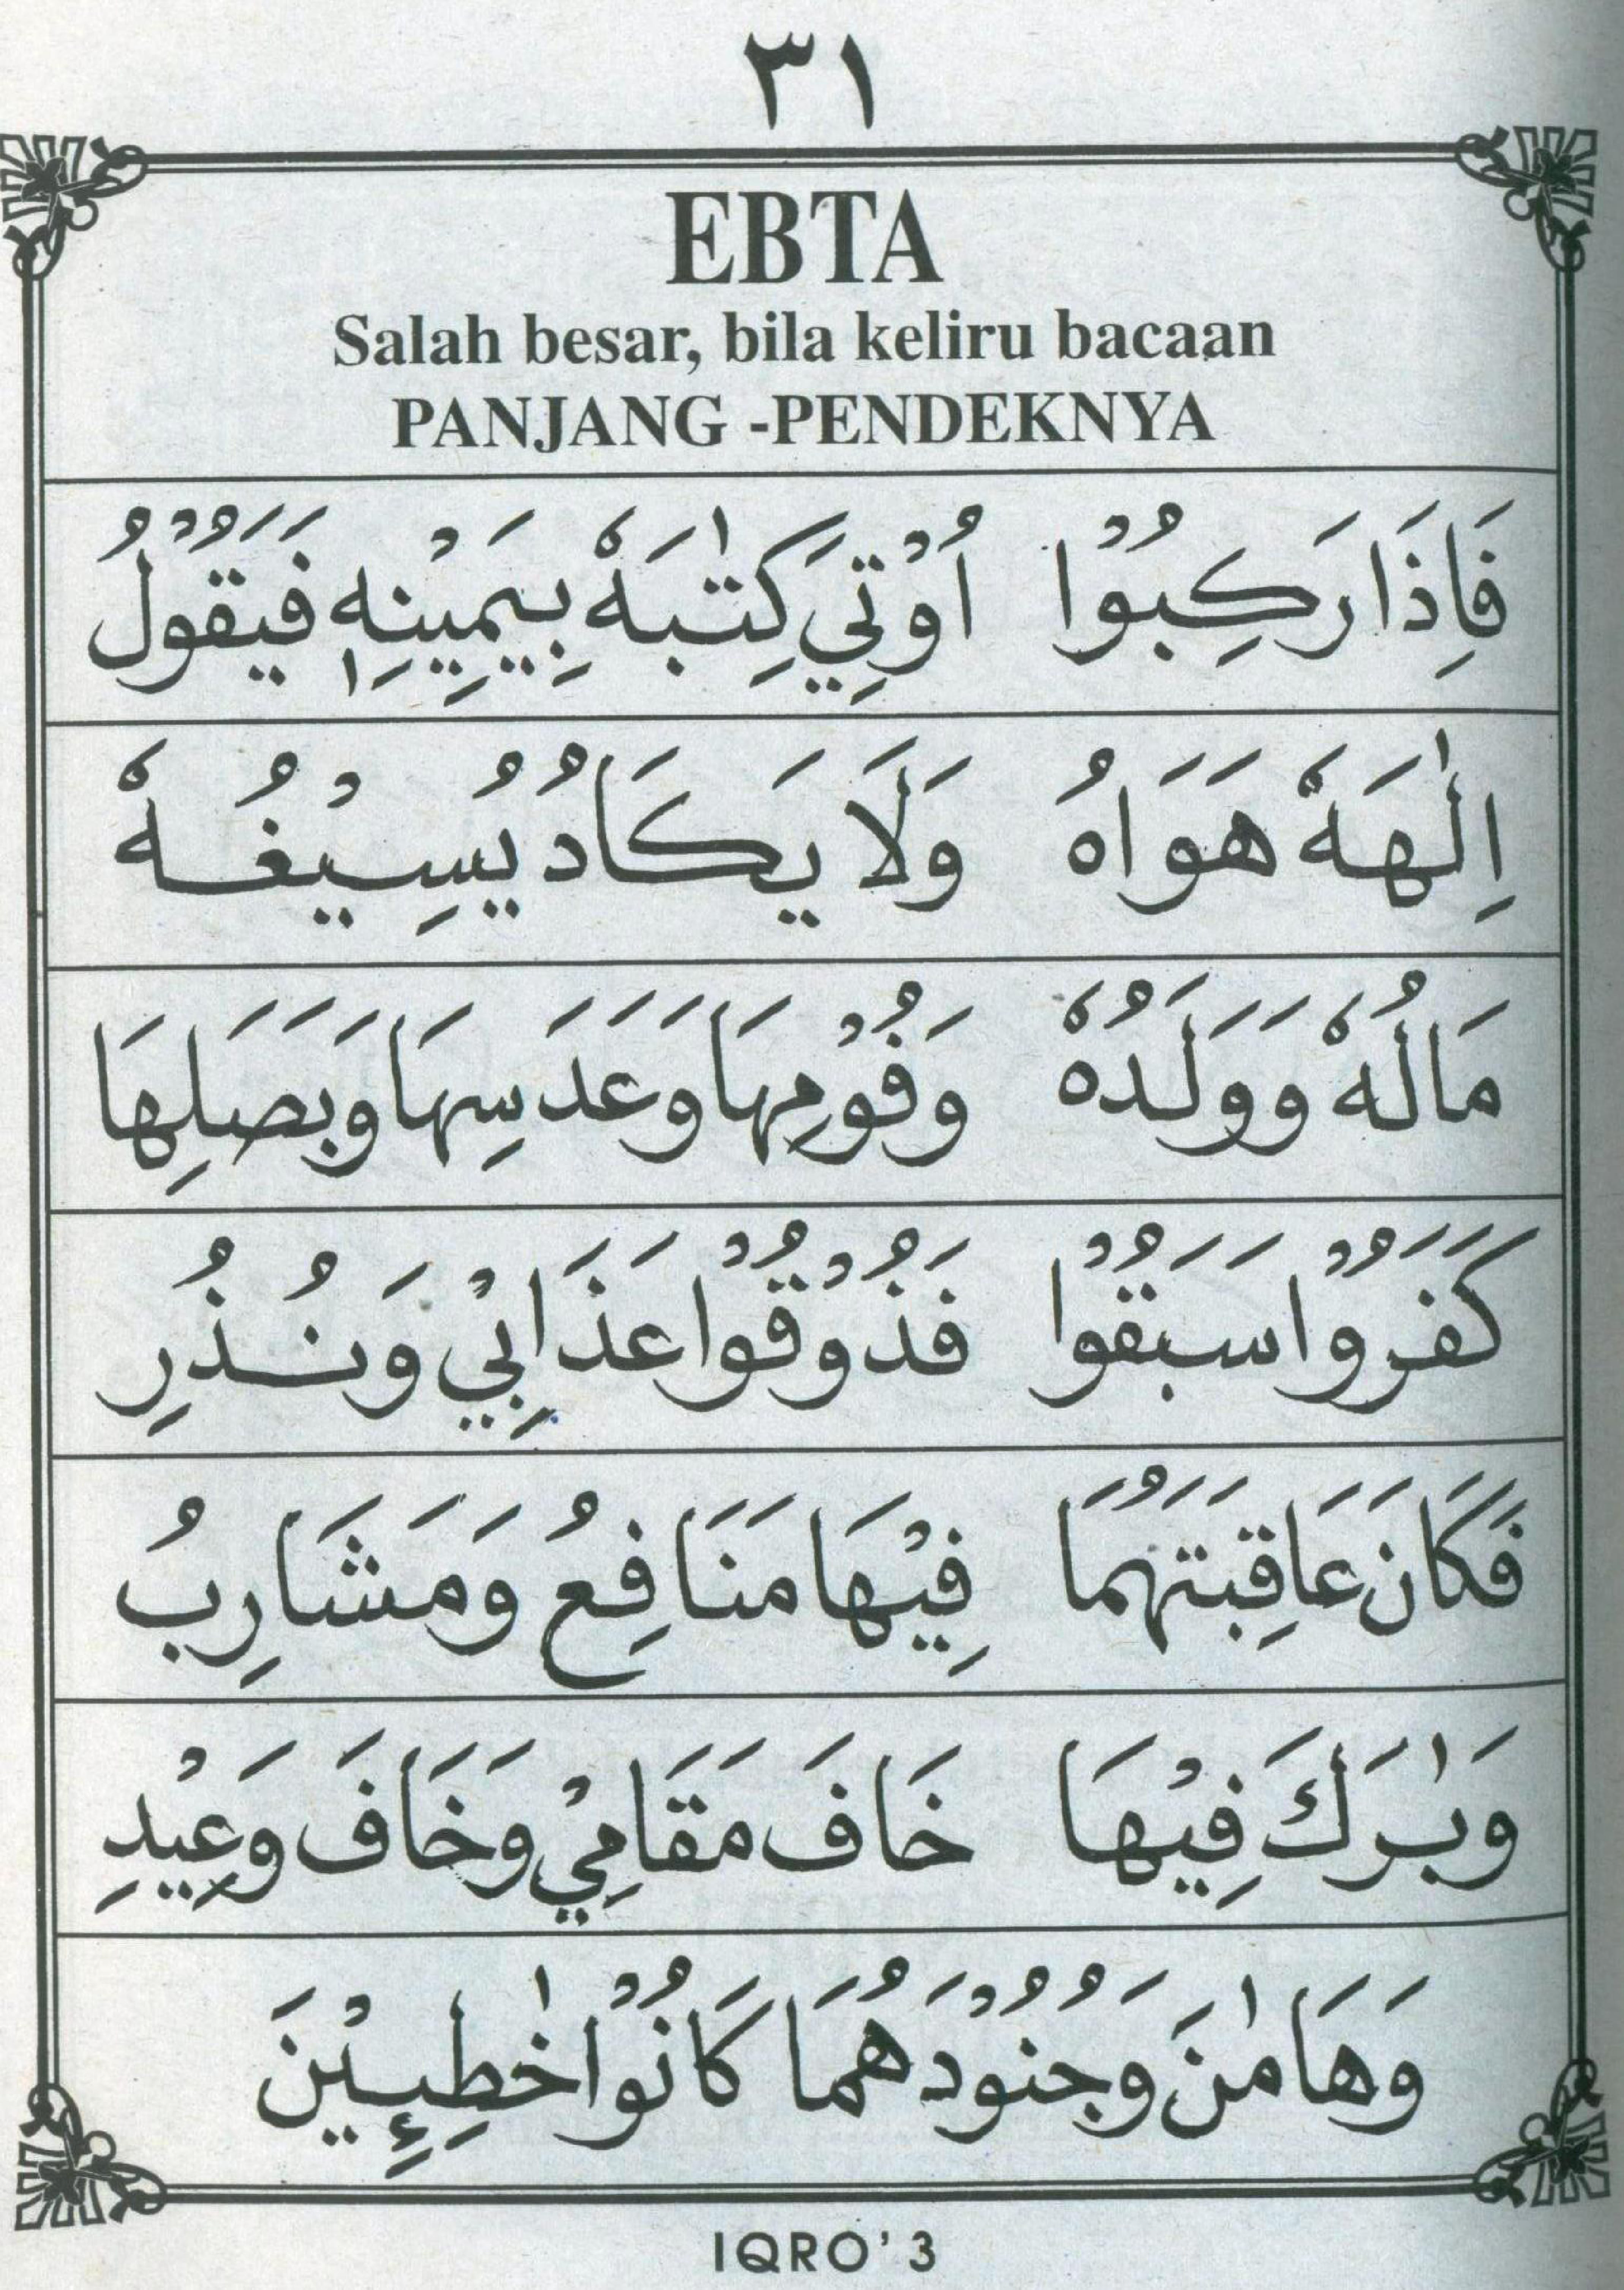 ٣١
EBTA
Salah besar, bila keliru bacaan
PANJANG -PENDEKNYA
فَاِذَا رَكِبُوْا اُوْتِيَ كِتٰبَهٗ بِيَمِيْنِهٖ فَيَقُوْلُ
اِلٰهَهٗ هَوَاهُ وَلَا يَكَادُ يُسِيْغُهٗ
مَالُهٗ وَوَلَدُهٗ وَفُوْمِهَا وَعَدَسِهَا وَبَصَلِهَا
كَفَرُوْا سَبَقُوْا فَذُوْقُوْا عَذَابِيْ وَنُذُرِ
فَكَانَ عَاقِبَتَهُمَا فِيْهَا مَنَافِعُ وَمَشَارِبُ
وَبٰرَكَ فِيْهَا خَافَ مَقَامِيْ وَخَافَ وَعِيْدِ
وَهَامٰنَ وَجُنُوْدَهُمَا كَانُوْا خٰطِـِٕيْنَ
IQRO' 3